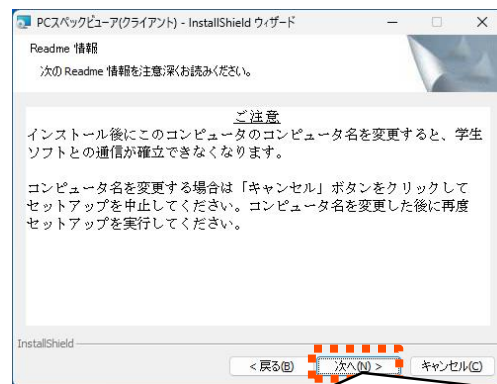 PCスペックビューア(クライアント) - InstallShield ウィザード
Readme 情報
次の Readme 情報を注意深くお読みください。
ご注意
インストール後にこのコンピュータのコンピュータ名を変更すると、学生
ソフトとの通信が確立できなくなります。
コンピュータ名を変更する場合は「キャンセル」ボタンをクリックして
セットアップを中止してください。コンピュータ名を変更した後に再度
セットアップを実行してください。
InstallShield
< 戻る(B)
次へ(N) >
キャンセル(C)